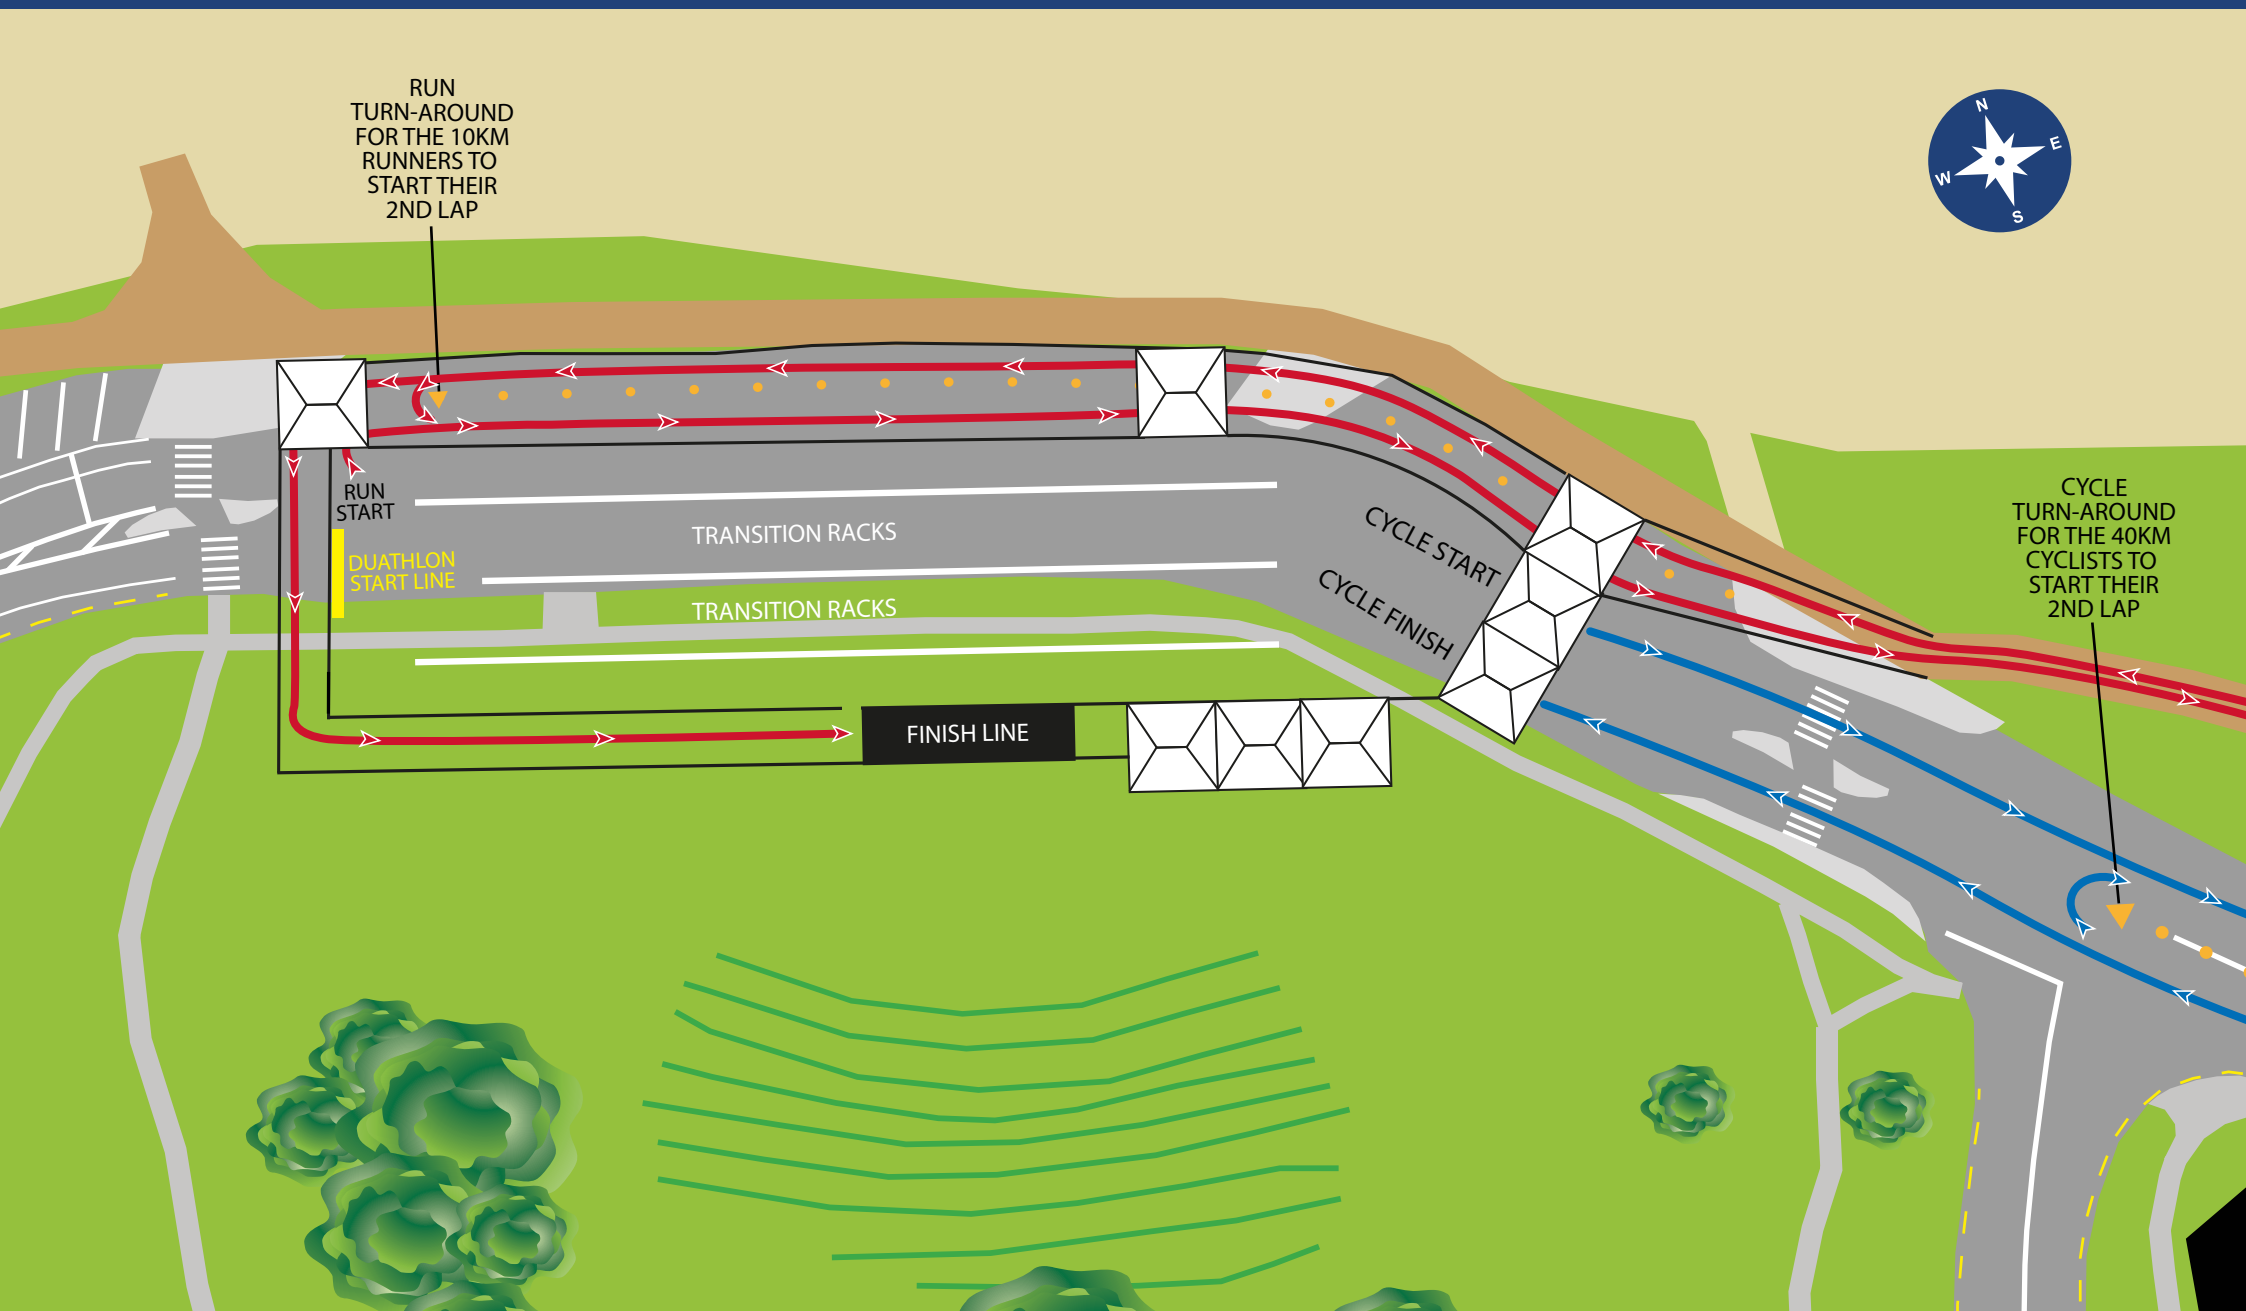 RUN
TURN-AROUND
FOR THE 10KM
RUNNERS TO
START THEIR
2ND LAP
N
E
W
S
CYCLE
TURN-AROUND
FOR THE 40KM
CYCLISTS TO
START THEIR
2ND LAP
RUN
START
DUATHLON
START LINE
TRANSITION RACKS
TRANSITION RACKS
CYCLE START
CYCLE FINISH
FINISH LINE